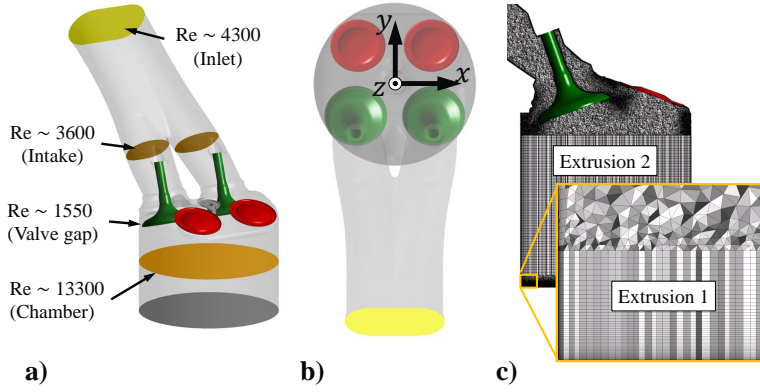 Re ~ 4300
(Inlet)
Re ~ 3600
(Intake)
Re ~ 1550
(Valve gap)
Re ~ 13300
(Chamber)
a)
y
x
z
b)
Extrusion 2
Extrusion 1
c)